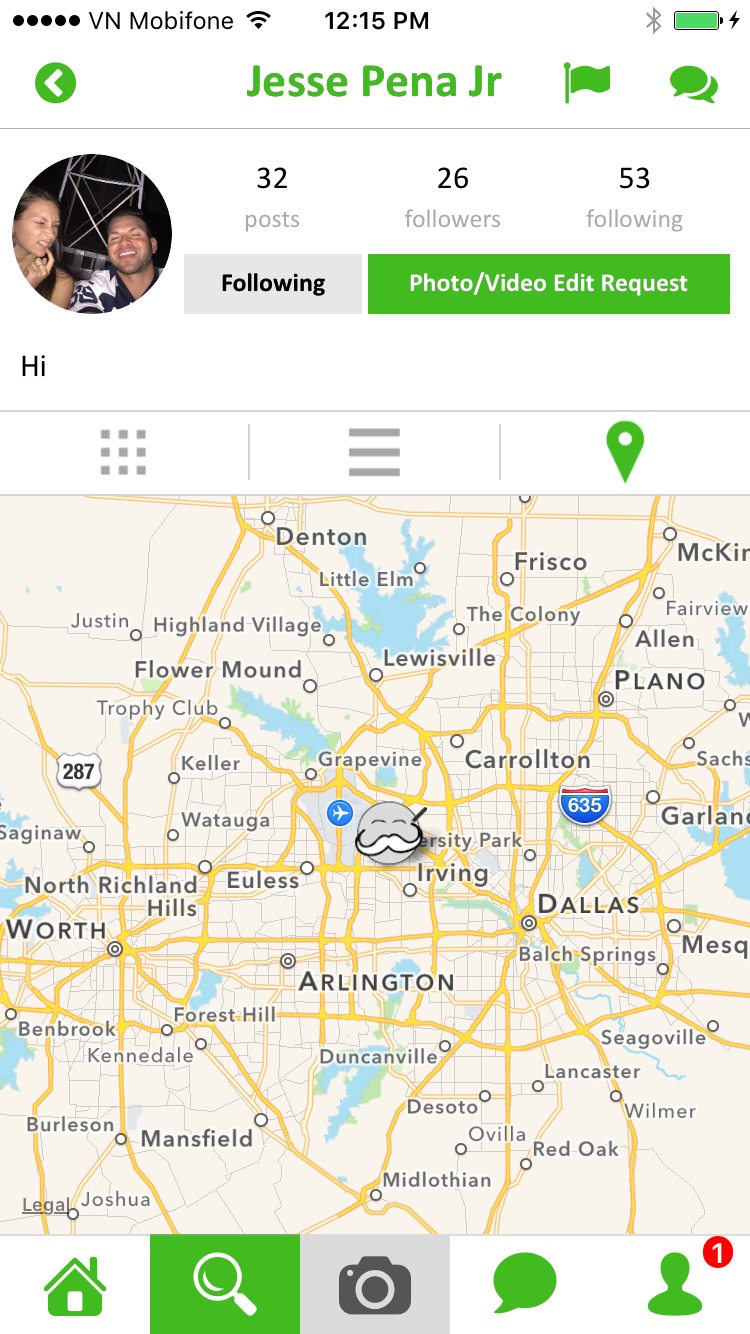 VN Mobifone 12:15 PM
Jesse Pena Jr
32 26 53
posts followers following
Following Photo/Video Edit Request
Hi
Denton
McKin
Frisco
Little Elm
Fairview
Justin
Highland Village
The Colony
Allen
Lewisville
Flower Mound
PLANO
Trophy Club
W
Keller
Grapevine
Carrollton
Sachs
287
635
Garland
Watauga
Saginaw
ersity Park
Irving
North Richland
Hills
Euless
DALLAS
WORTH
Mesq
Balch Springs
ARLINGTON
Forest Hill
Benbrook
Seagoville
Kennedale
Duncanville
Lancaster
Desoto
Wilmer
Burleson
Mansfield
Ovilla
Red Oak
Midlothian
Legal
Joshua
1